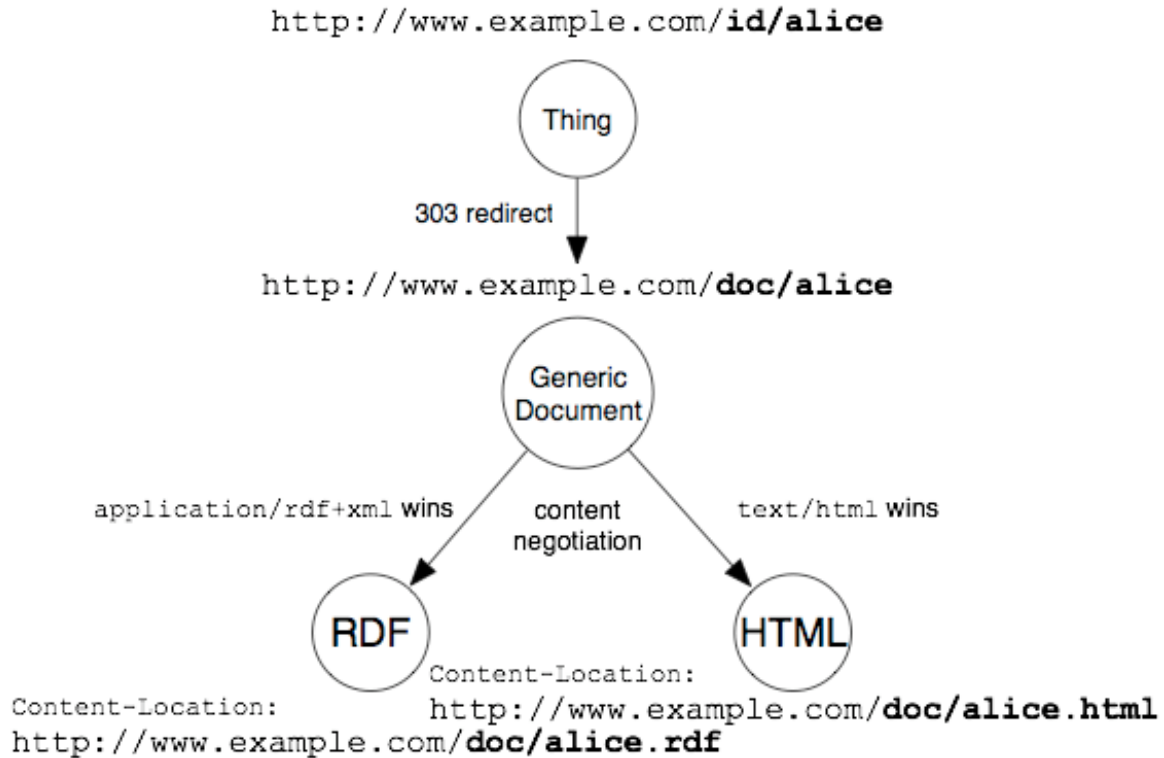 http://www.example.com/id/alice
Thing
303 redirect
http://www.example.com/doc/alice
Generic
Document
application/rdf+xml wins
content
negotiation
text/html wins
RDF
HTML
Content-Location:
http://www.example.com/doc/alice.rdf
Content-Location:
http://www.example.com/doc/alice.html